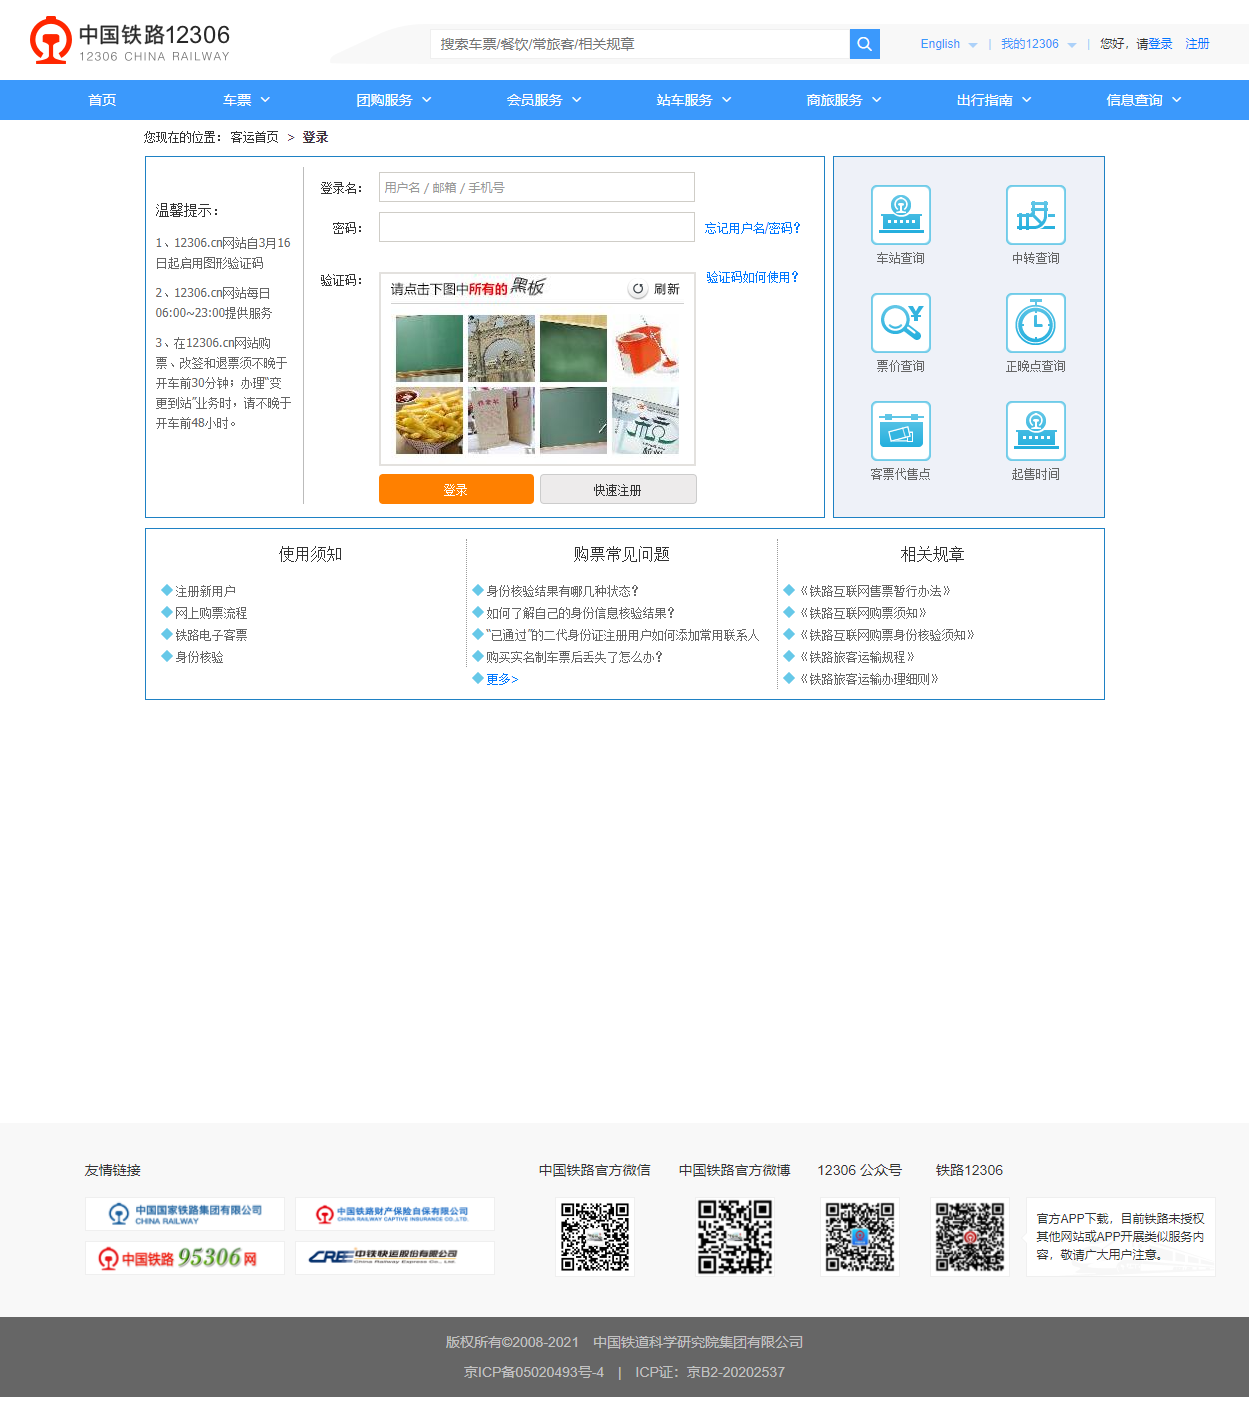 中国铁路12306
12306 CHINA RAILWAY
搜索车票/餐饮/常旅客/相关规章
English | 我的12306 | 您好，请登录 注册
首页 车票 团购服务 会员服务 站车服务 商旅服务 出行指南 信息查询
您现在的位置：客运首页 > 登录
温馨提示：
1、12306.cn网站自3月16
日起启用图形验证码
2、12306.cn网站每日
06:00~23:00提供服务
3、在12306.cn网站购
票、改签和退票须不晚于
开车前30分钟；办理“变
更到站”业务时，请不晚于
开车前48小时。
登录名： 用户名 / 邮箱 / 手机号
密码： 忘记用户名/密码？
验证码： 验证码如何使用？
请点击下图中所有的 黑板 刷新
登录 快速注册
车站查询 中转查询
票价查询 正晚点查询
客票代售点 起售时间
使用须知
注册新用户
网上购票流程
铁路电子客票
身份核验
购票常见问题
身份核验结果有哪几种状态？
如何了解自己的身份信息核验结果？
“已通过”的二代身份证注册用户如何添加常用联系人
购买实名制车票后丢失了怎么办？
更多>
相关规章
《铁路互联网售票暂行办法》
《铁路互联网购票须知》
《铁路互联网购票身份核验须知》
《铁路旅客运输规程》
《铁路旅客运输办理细则》
友情链接
中国国家铁路集团有限公司
CHINA RAILWAY
中国铁路财产保险自保有限公司
CHINA RAILWAY CAPTIVE INSURANCE CO.,LTD.
中国铁路 95306 网
CRE 中铁快运股份有限公司
China Railway Express Co., Ltd.
中国铁路官方微信 中国铁路官方微博 12306 公众号 铁路12306
官方APP下载，目前铁路未授权
其他网站或APP开展类似服务内
容，敬请广大用户注意。
版权所有©2008-2021 中国铁道科学研究院集团有限公司
京ICP备05020493号-4 | ICP证：京B2-20202537